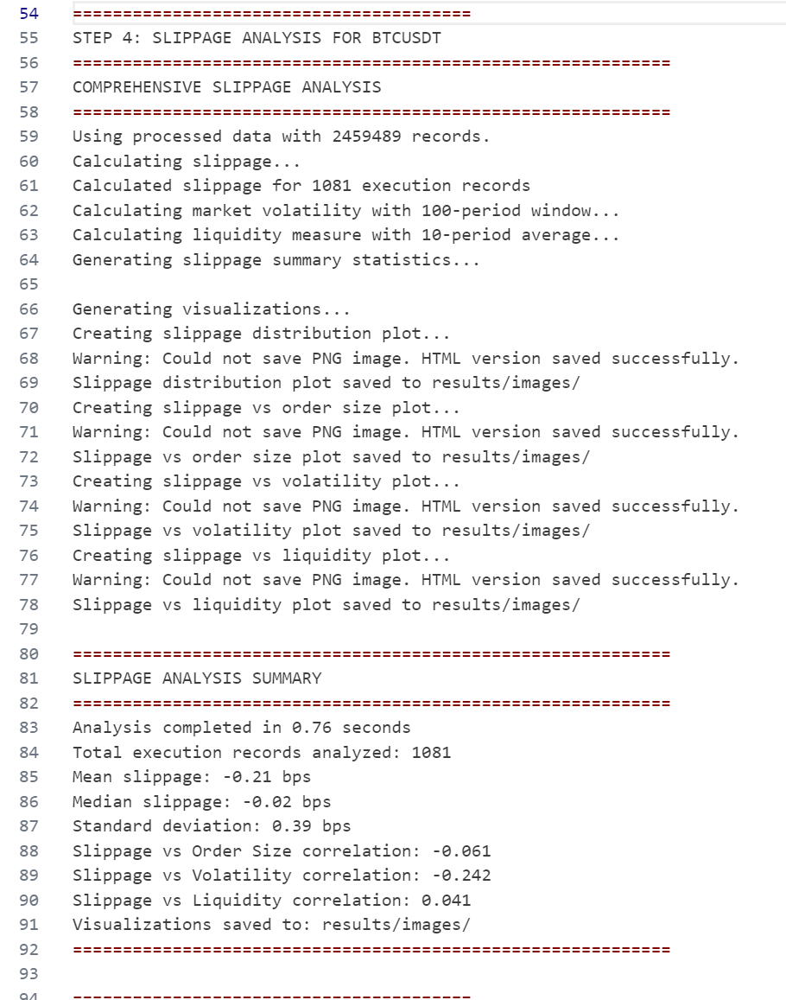 54 ========================================
55 STEP 4: SLIPPAGE ANALYSIS FOR BTCUSDT
56 ============================================================
57 COMPREHENSIVE SLIPPAGE ANALYSIS
58 ============================================================
59 Using processed data with 2459489 records.
60 Calculating slippage...
61 Calculated slippage for 1081 execution records
62 Calculating market volatility with 100-period window...
63 Calculating liquidity measure with 10-period average...
64 Generating slippage summary statistics...
65
66 Generating visualizations...
67 Creating slippage distribution plot...
68 Warning: Could not save PNG image. HTML version saved successfully.
69 Slippage distribution plot saved to results/images/
70 Creating slippage vs order size plot...
71 Warning: Could not save PNG image. HTML version saved successfully.
72 Slippage vs order size plot saved to results/images/
73 Creating slippage vs volatility plot...
74 Warning: Could not save PNG image. HTML version saved successfully.
75 Slippage vs volatility plot saved to results/images/
76 Creating slippage vs liquidity plot...
77 Warning: Could not save PNG image. HTML version saved successfully.
78 Slippage vs liquidity plot saved to results/images/
79
80 ============================================================
81 SLIPPAGE ANALYSIS SUMMARY
82 ============================================================
83 Analysis completed in 0.76 seconds
84 Total execution records analyzed: 1081
85 Mean slippage: -0.21 bps
86 Median slippage: -0.02 bps
87 Standard deviation: 0.39 bps
88 Slippage vs Order Size correlation: -0.061
89 Slippage vs Volatility correlation: -0.242
90 Slippage vs Liquidity correlation: 0.041
91 Visualizations saved to: results/images/
92 ============================================================
93
94 ========================================